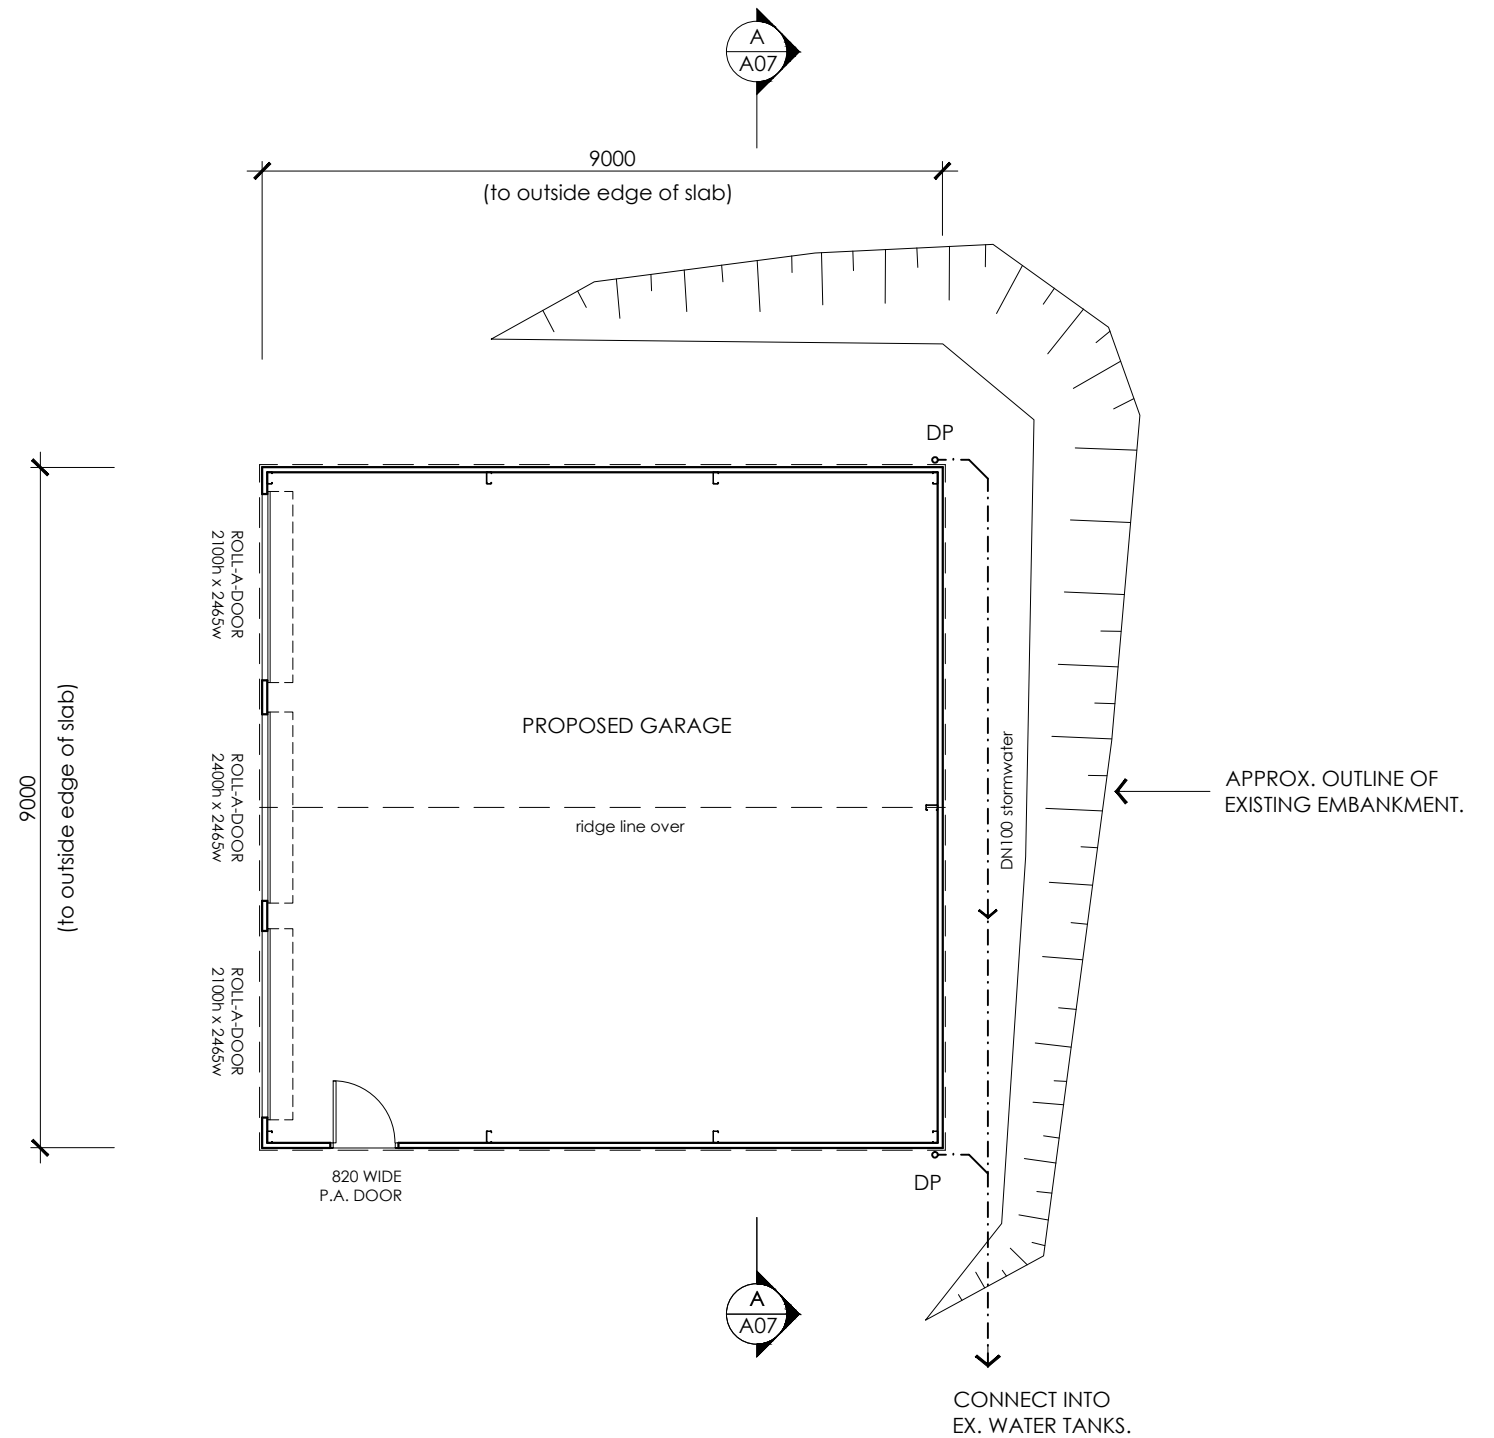 A
A07
9000
(to outside edge of slab)
DP
ROLL-A-DOOR
2100h x 2465w
PROPOSED GARAGE
9000
(to outside edge of slab)
ROLL-A-DOOR
2400h x 2465w
ridge line over
DN100 stormwater
APPROX. OUTLINE OF
EXISTING EMBANKMENT.
ROLL-A-DOOR
2100h x 2465w
820 WIDE
P.A. DOOR
DP
A
A07
CONNECT INTO
EX. WATER TANKS.